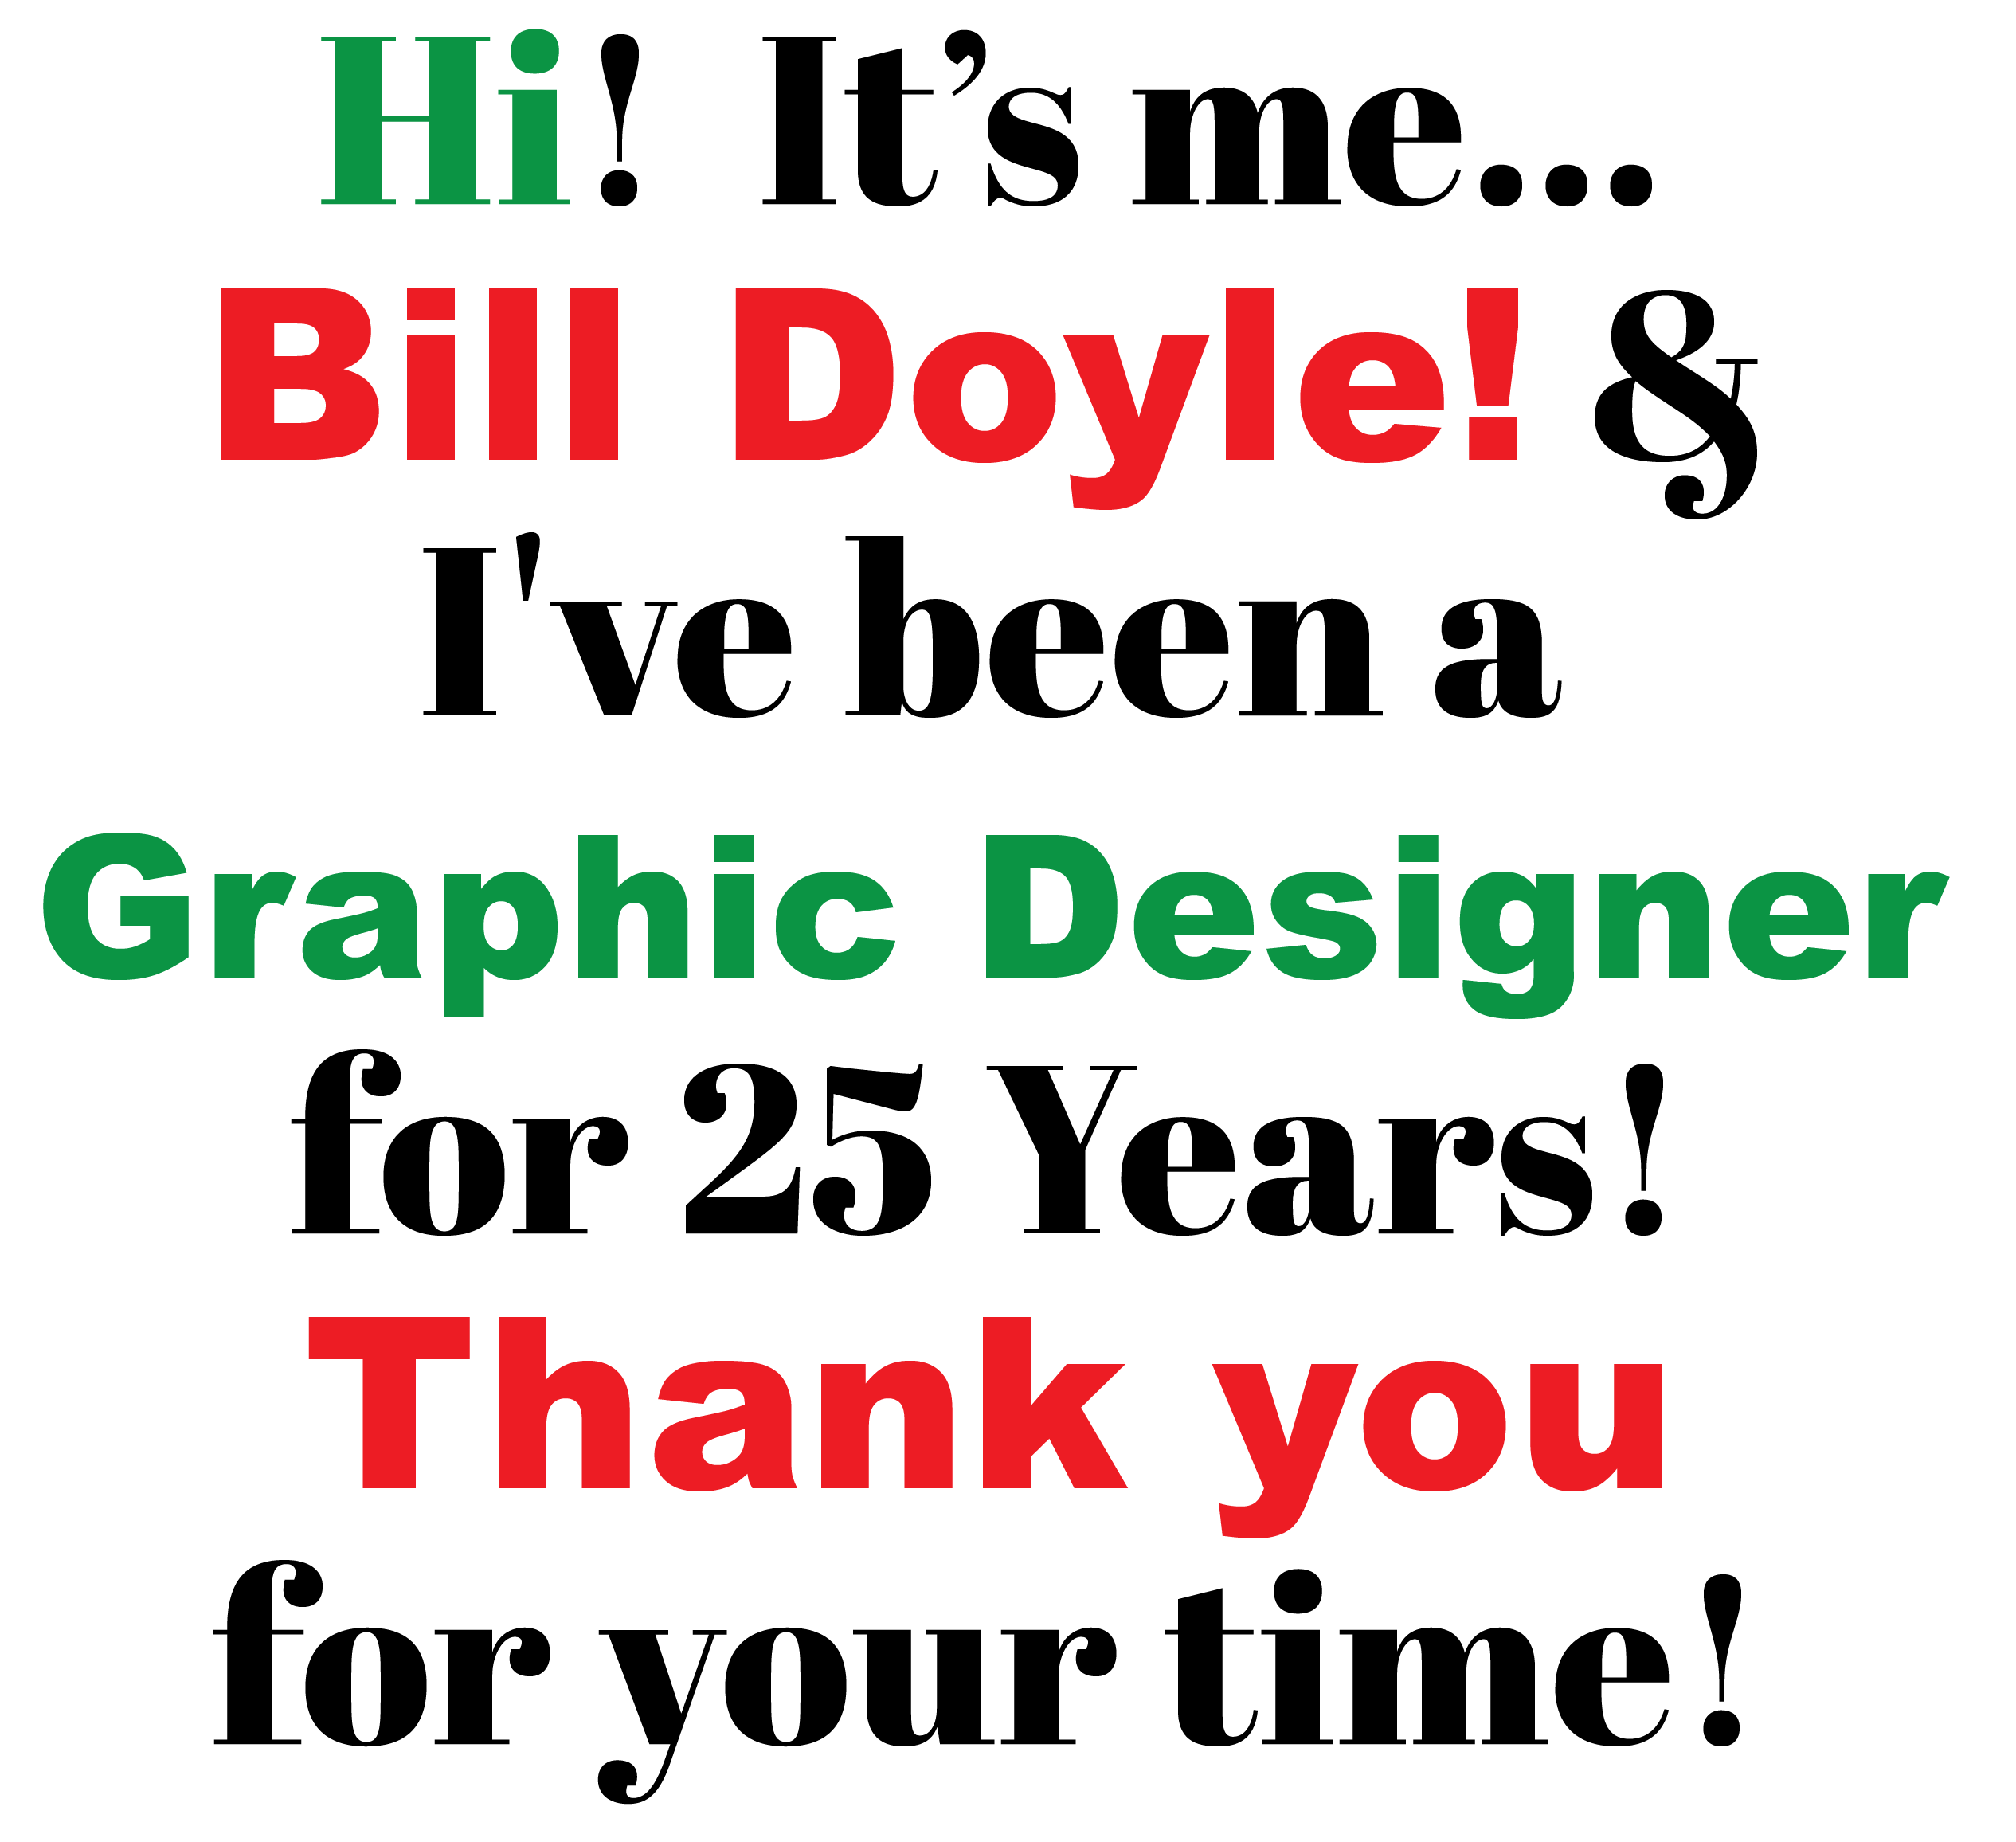 Hi! It’s me...
Bill Doyle! &
I've been a
Graphic Designer
for 25 Years!
Thank you
for your time!